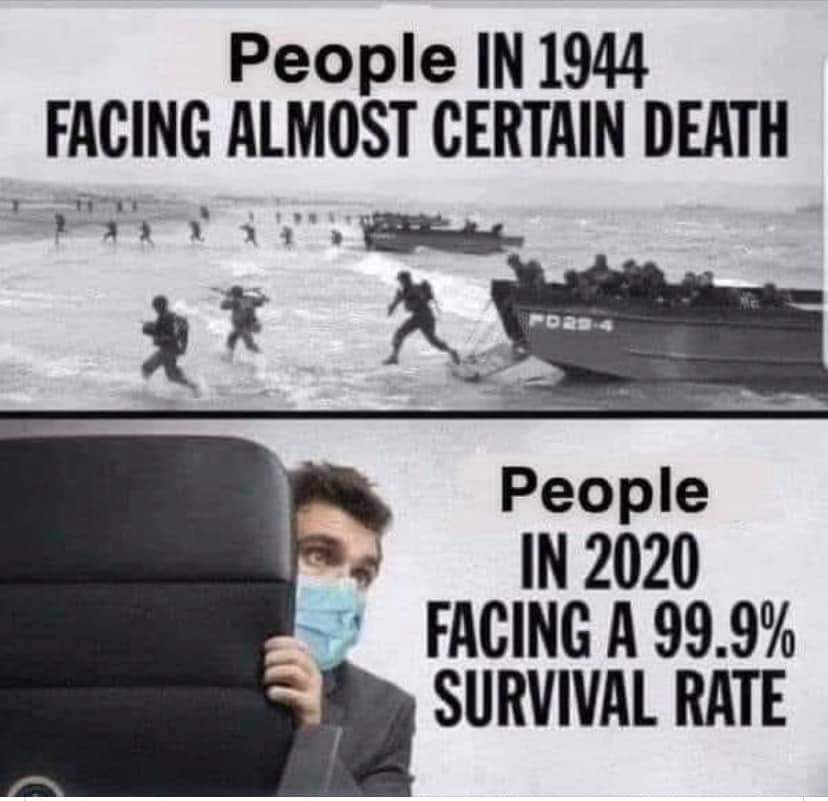 People IN 1944
FACING ALMOST CERTAIN DEATH
PD29-4
People
IN 2020
FACING A 99.9%
SURVIVAL RATE